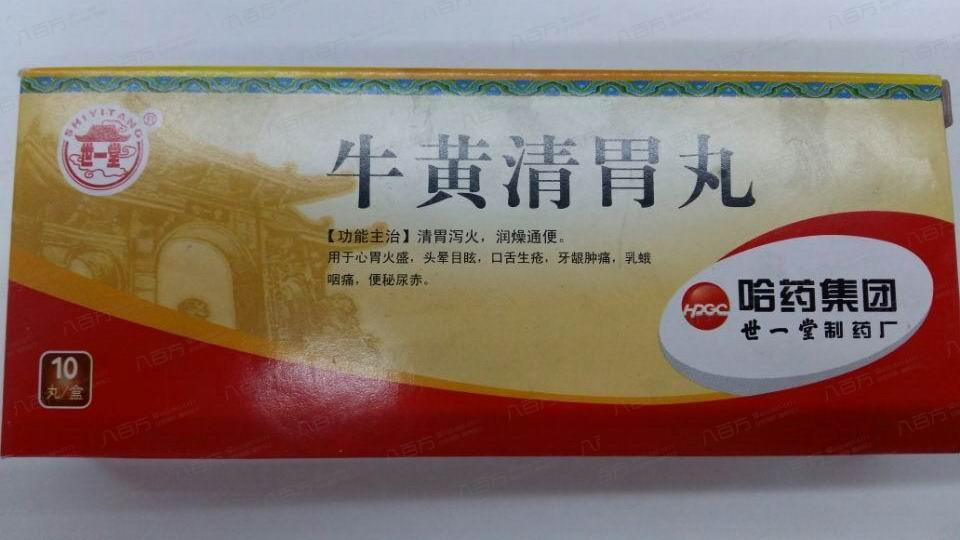 SHIYITANG
世一堂
牛黄清胃丸
【功能主治】清胃泻火，润燥通便。
用于心胃火盛，头晕目眩，口舌生疮，牙龈肿痛，乳蛾
咽痛，便秘尿赤。
HPGC 哈药集团
世一堂制药厂
10
丸/盒
八百方